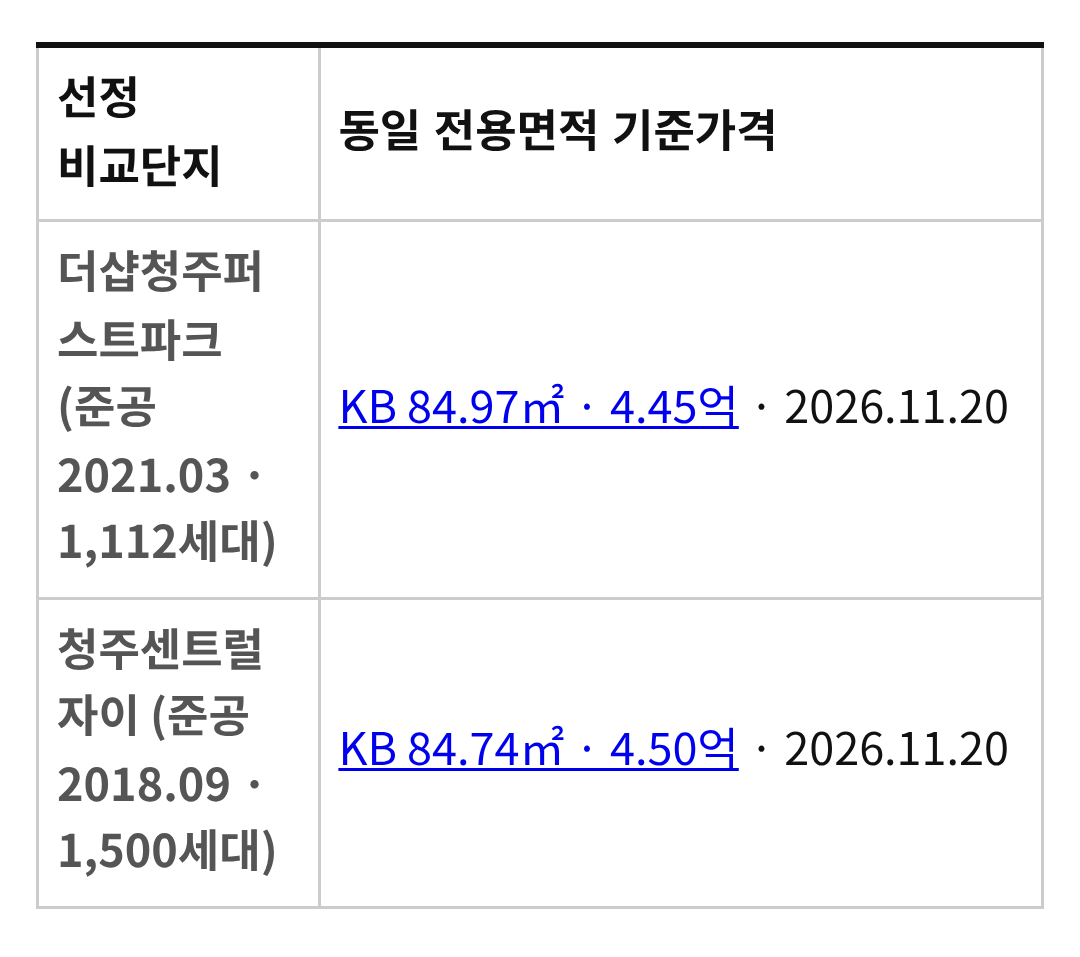 선정
비교단지
동일 전용면적 기준가격
더샵청주퍼
스트파크
(준공
2021.03 ·
1,112세대)
KB 84.97㎡ · 4.45억 · 2026.11.20
청주센트럴
자이 (준공
2018.09 ·
1,500세대)
KB 84.74㎡ · 4.50억 · 2026.11.20